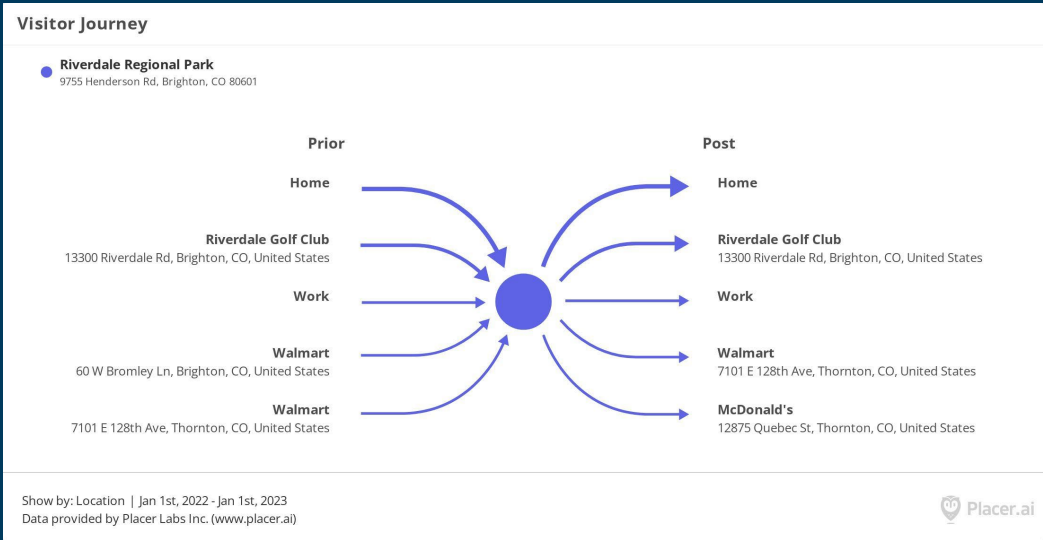 Visitor Journey
Riverdale Regional Park
9755 Henderson Rd, Brighton, CO 80601
Prior
Home
Riverdale Golf Club
13300 Riverdale Rd, Brighton, CO, United States
Work
Walmart
60 W Bromley Ln, Brighton, CO, United States
Walmart
7101 E 128th Ave, Thornton, CO, United States
Post
Home
Riverdale Golf Club
13300 Riverdale Rd, Brighton, CO, United States
Work
Walmart
7101 E 128th Ave, Thornton, CO, United States
McDonald's
12875 Quebec St, Thornton, CO, United States
Show by: Location | Jan 1st, 2022 - Jan 1st, 2023
Data provided by Placer Labs Inc. (www.placer.ai)
Placer.ai